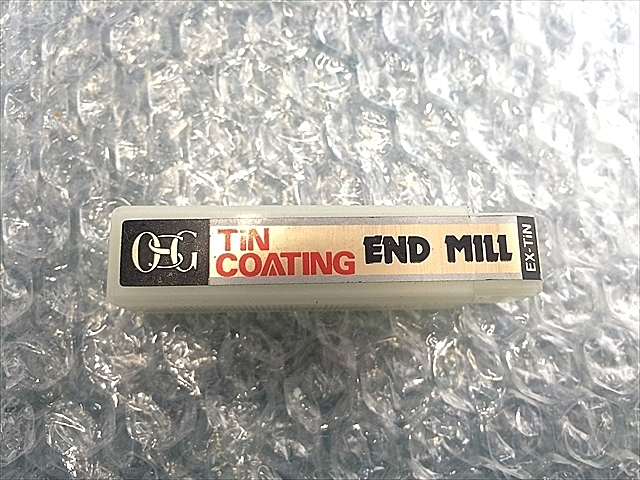 OSG
TiN
COATING
END MILL
EX-TiN